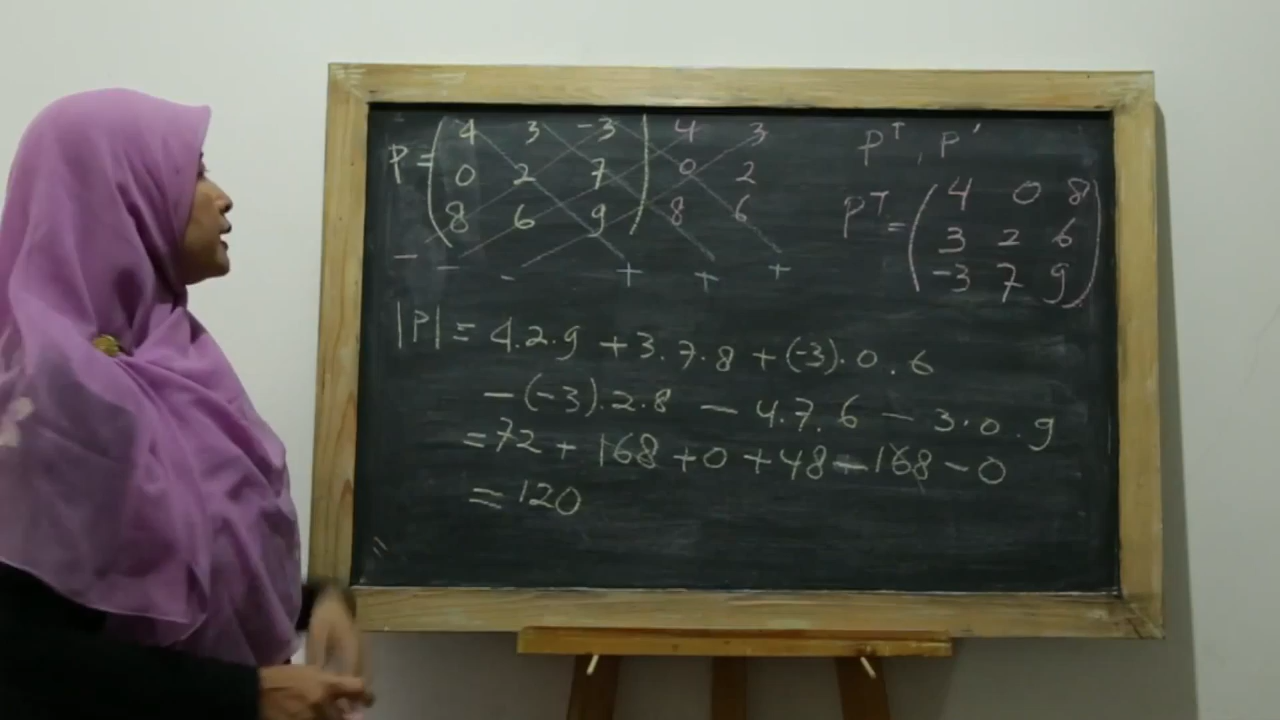 P = ( 4 3 -3 ) 4 3
0 2 7 0 2
8 6 9 8 6
- - - + + +
|P| = 4.2.9 + 3.7.8 + (-3).0.6
- (-3).2.8 - 4.7.6 - 3.0.9
= 72 + 168 + 0 + 48 - 168 - 0
= 120
Pᵀ, P'
Pᵀ = ( 4 0 8 )
3 2 6
-3 7 9